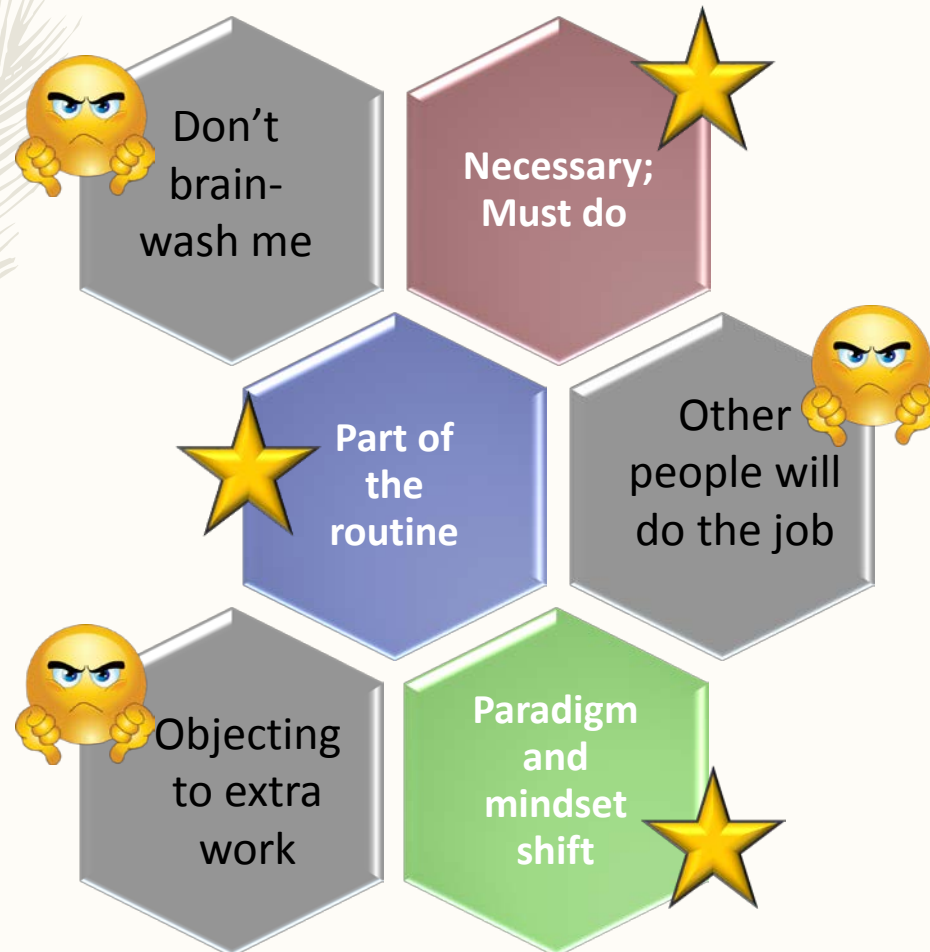 Don’t
brain-
wash me
Necessary;
Must do
Part of
the
routine
Other
people will
do the job
Objecting
to extra
work
Paradigm
and
mindset
shift